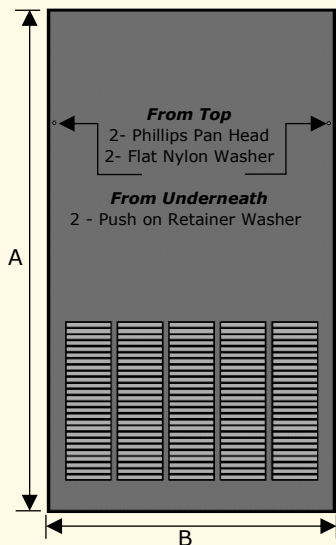 From Top
2- Phillips Pan Head
2- Flat Nylon Washer
From Underneath
2 - Push on Retainer Washer
A
B